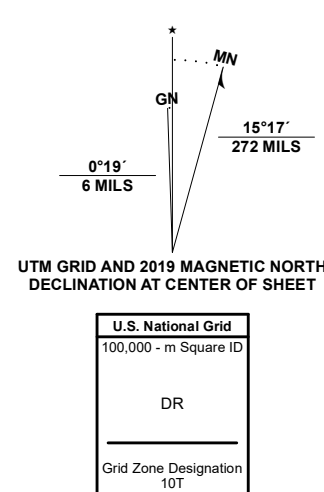 ★
MN
GN
15°17´
272 MILS
0°19´
6 MILS
UTM GRID AND 2019 MAGNETIC NORTH
DECLINATION AT CENTER OF SHEET
U.S. National Grid
100,000 - m Square ID
DR
Grid Zone Designation
10T